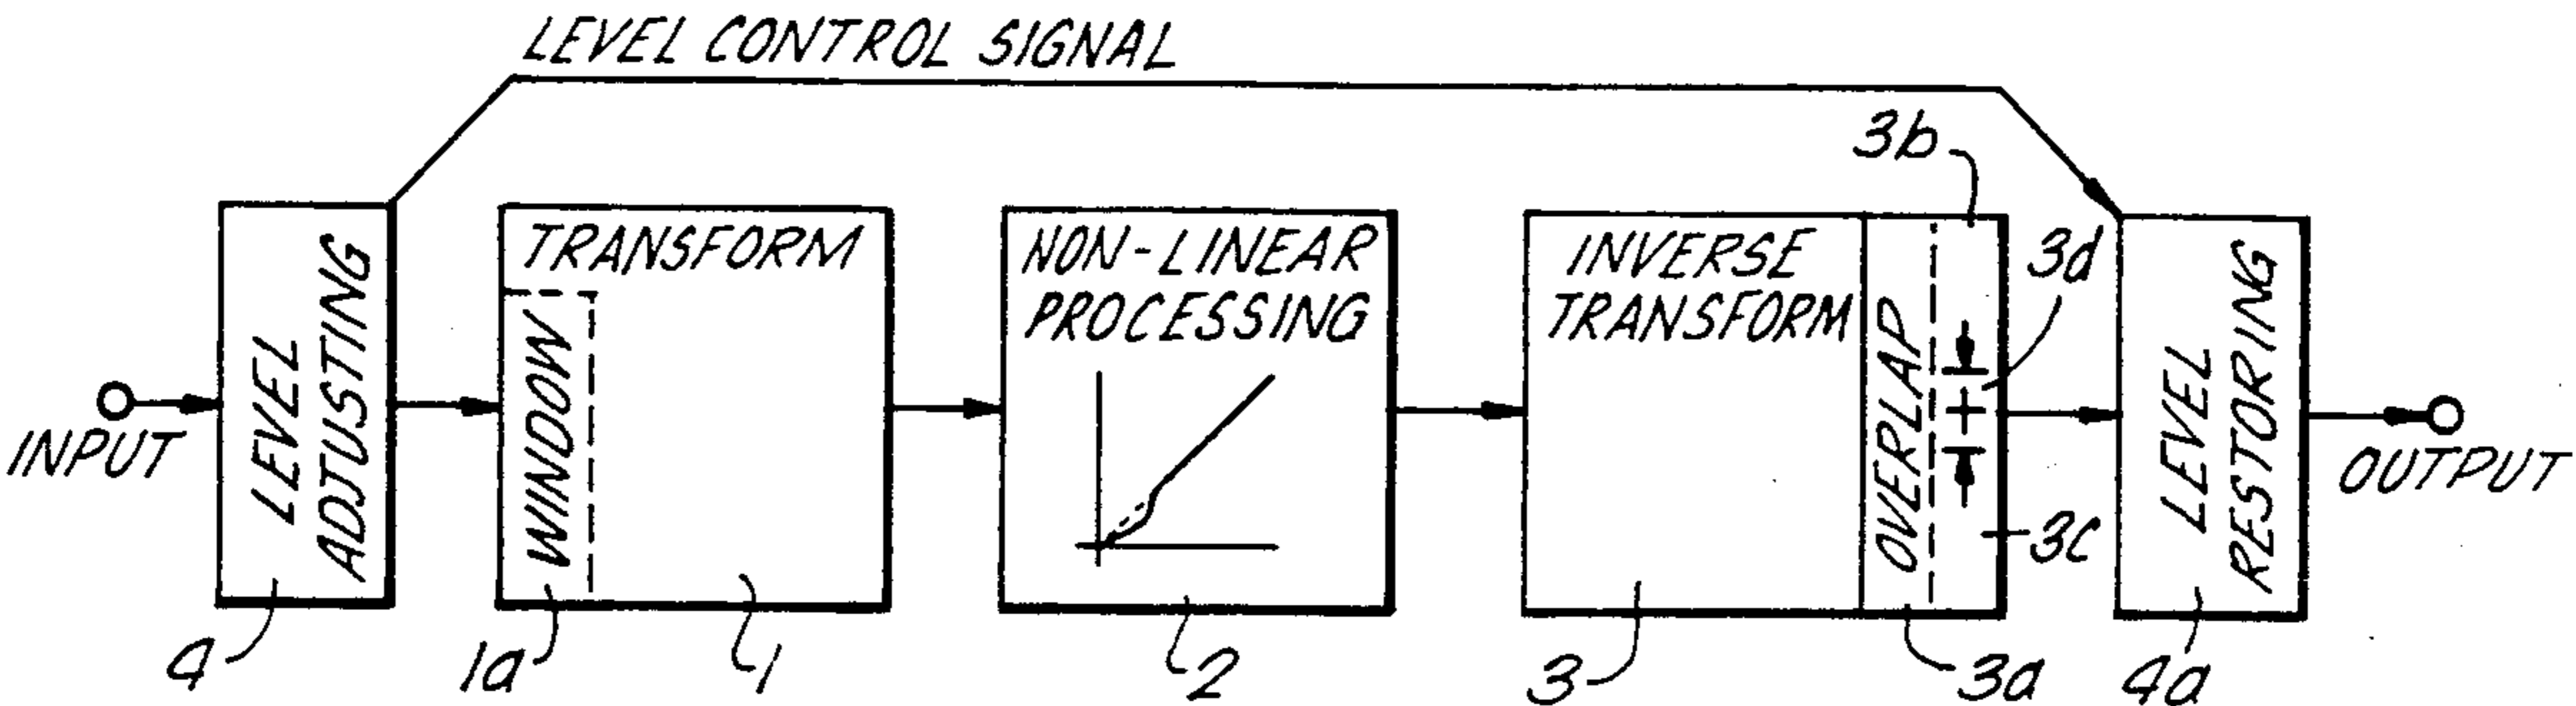 LEVEL CONTROL SIGNAL
3b
3d
INPUT
LEVEL
ADJUSTING
TRANSFORM
WINDOW
NON-LINEAR
PROCESSING
INVERSE
TRANSFORM
OVERLAP
+
3c
LEVEL
RESTORING
OUTPUT
4
1a
1
2
3
3a
4a